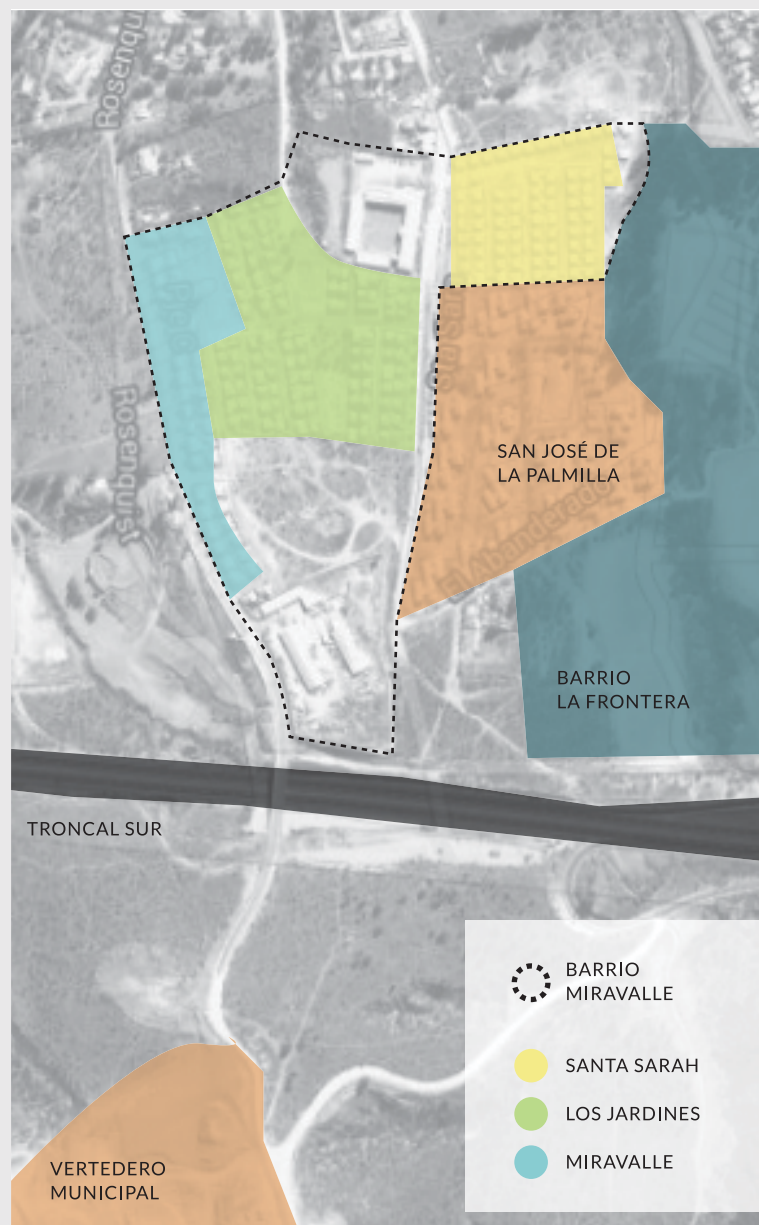 Rosenqui
Rosenquist
SAN JOSÉ DE
LA PALMILLA
El Abanderado
BARRIO
LA FRONTERA
TRONCAL SUR
BARRIO
MIRAVALLE
SANTA SARAH
LOS JARDINES
MIRAVALLE
VERTEDERO
MUNICIPAL